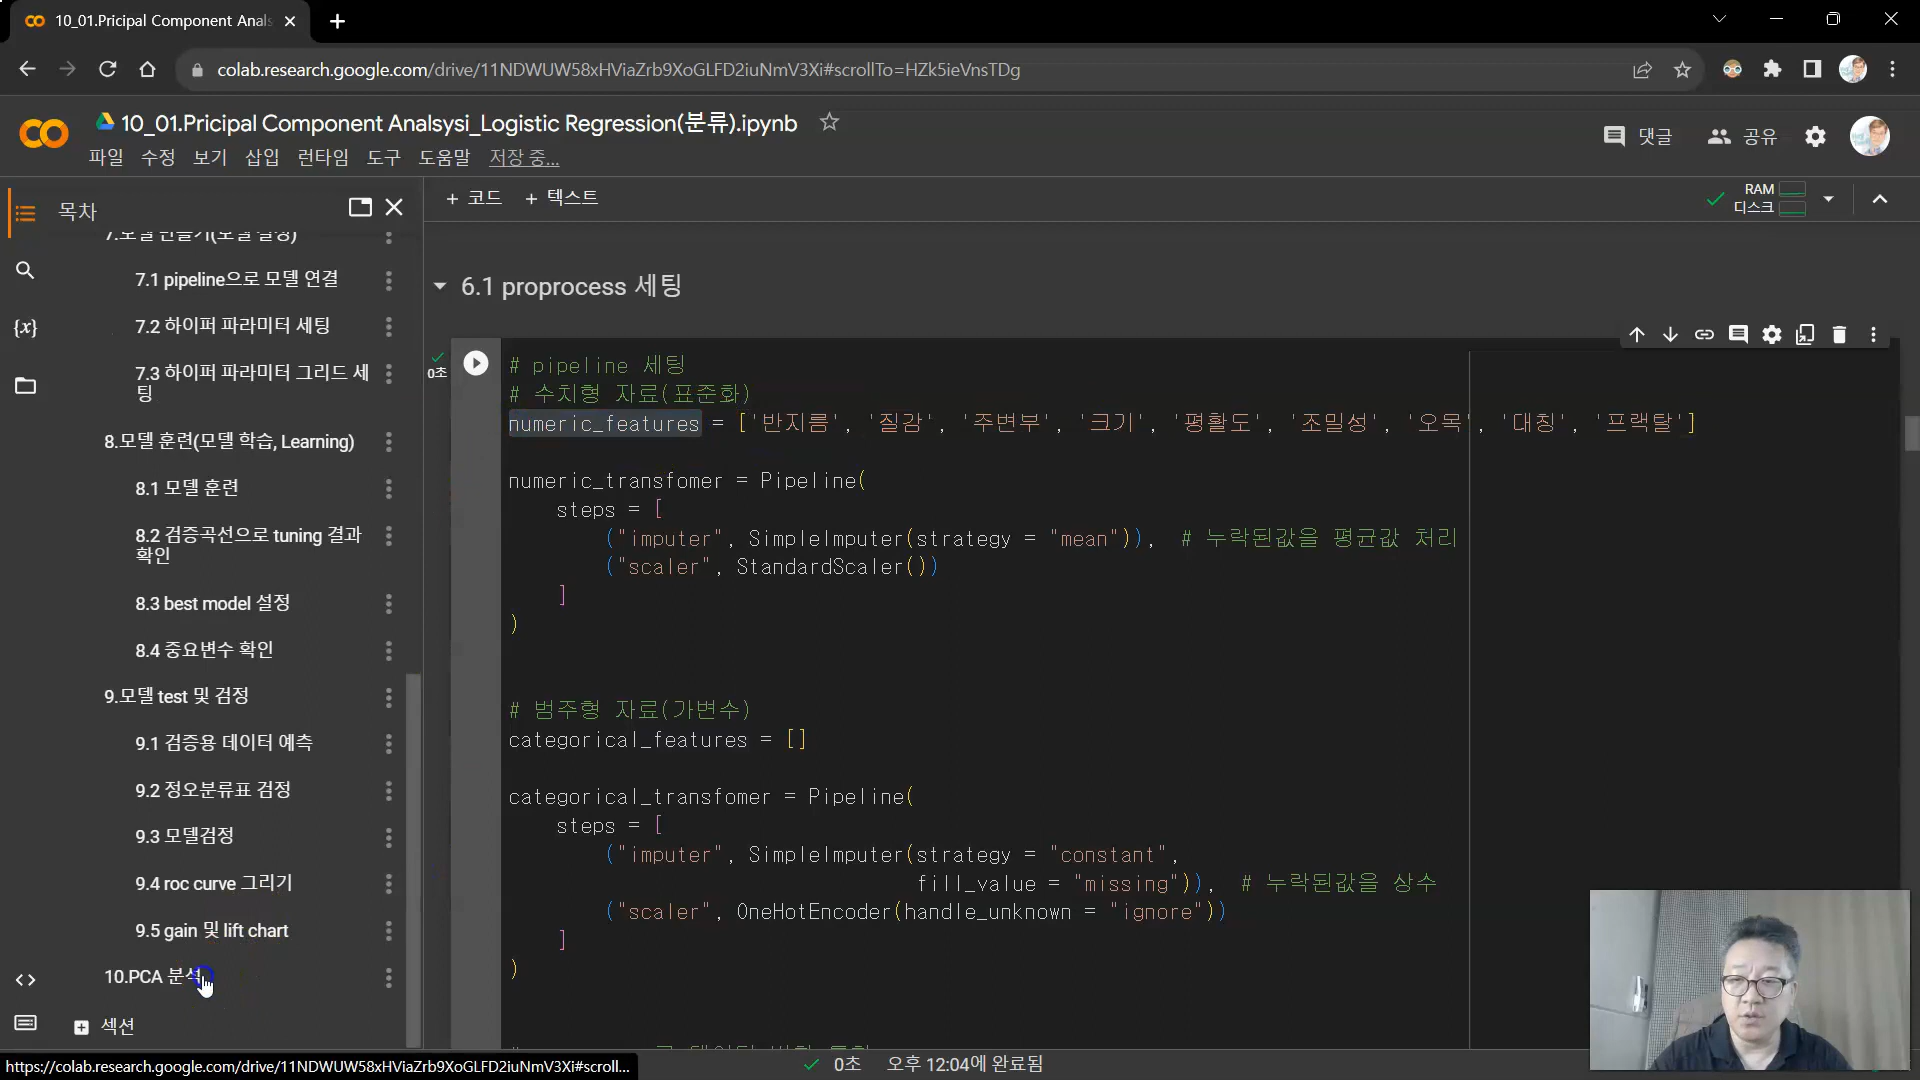 10_01.Pricipal Component Anals
colab.research.google.com/drive/11NDWUW58xHViaZrb9XoGLFD2iuNmV3Xi#scrollTo=HZk5ieVnsTDg
10_01.Pricipal Component Analsysi_Logistic Regression(분류).ipynb
댓글
공유
파일 수정 보기 삽입 런타임 도구 도움말 저장 중...
목차
+ 코드 + 텍스트
RAM
디스크
7.모델 만들기(모델 설정)
7.1 pipeline으로 모델 연결
7.2 하이퍼 파라미터 세팅
7.3 하이퍼 파라미터 그리드 세
팅
8.모델 훈련(모델 학습, Learning)
8.1 모델 훈련
8.2 검증곡선으로 tuning 결과
확인
8.3 best model 설정
8.4 중요변수 확인
9.모델 test 및 검정
9.1 검증용 데이터 예측
9.2 정오분류표 검정
9.3 모델검정
9.4 roc curve 그리기
9.5 gain 및 lift chart
10.PCA 분석
섹션
6.1 proprocess 세팅
0초
# pipeline 세팅
# 수치형 자료(표준화)
numeric_features = ['반지름', '질감', '주변부', '크기', '평활도', '조밀성', '오목', '대칭', '프랙탈']
numeric_transfomer = Pipeline(
steps = [
("imputer", SimpleImputer(strategy = "mean")), # 누락된값을 평균값 처리
("scaler", StandardScaler())
]
)
# 범주형 자료(가변수)
categorical_features = []
categorical_transfomer = Pipeline(
steps = [
("imputer", SimpleImputer(strategy = "constant",
fill_value = "missing")), # 누락된값을 상수
("scaler", OneHotEncoder(handle_unknown = "ignore"))
]
)
https://colab.research.google.com/drive/11NDWUW58xHViaZrb9XoGLFD2iuNmV3Xi#scroll...
0초 오후 12:04에 완료됨